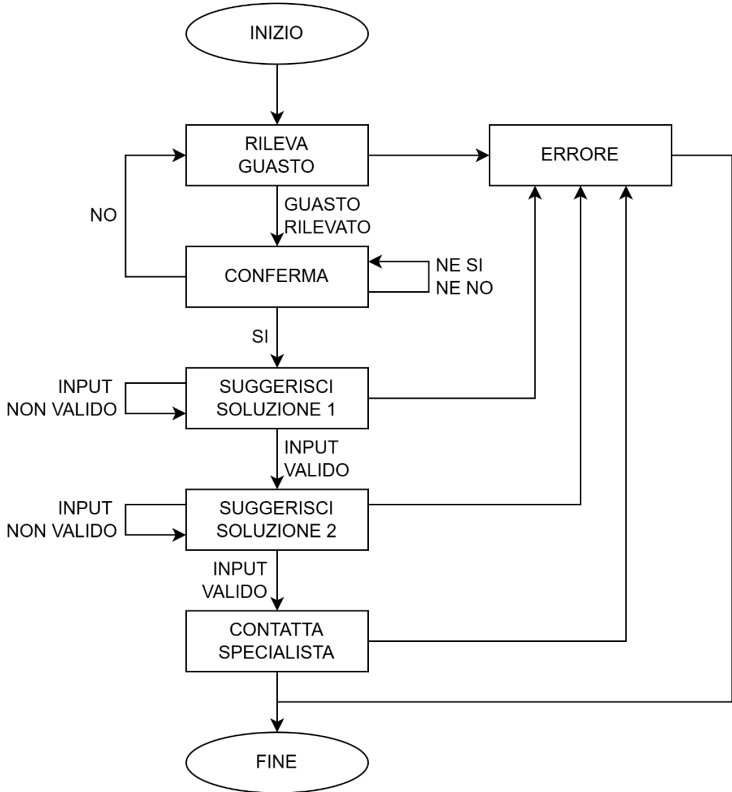 INIZIO
RILEVA
GUASTO
ERRORE
NO
GUASTO
RILEVATO
CONFERMA
NE SI
NE NO
SI
INPUT
NON VALIDO
SUGGERISCI
SOLUZIONE 1
INPUT
VALIDO
INPUT
NON VALIDO
SUGGERISCI
SOLUZIONE 2
INPUT
VALIDO
CONTATTA
SPECIALISTA
FINE